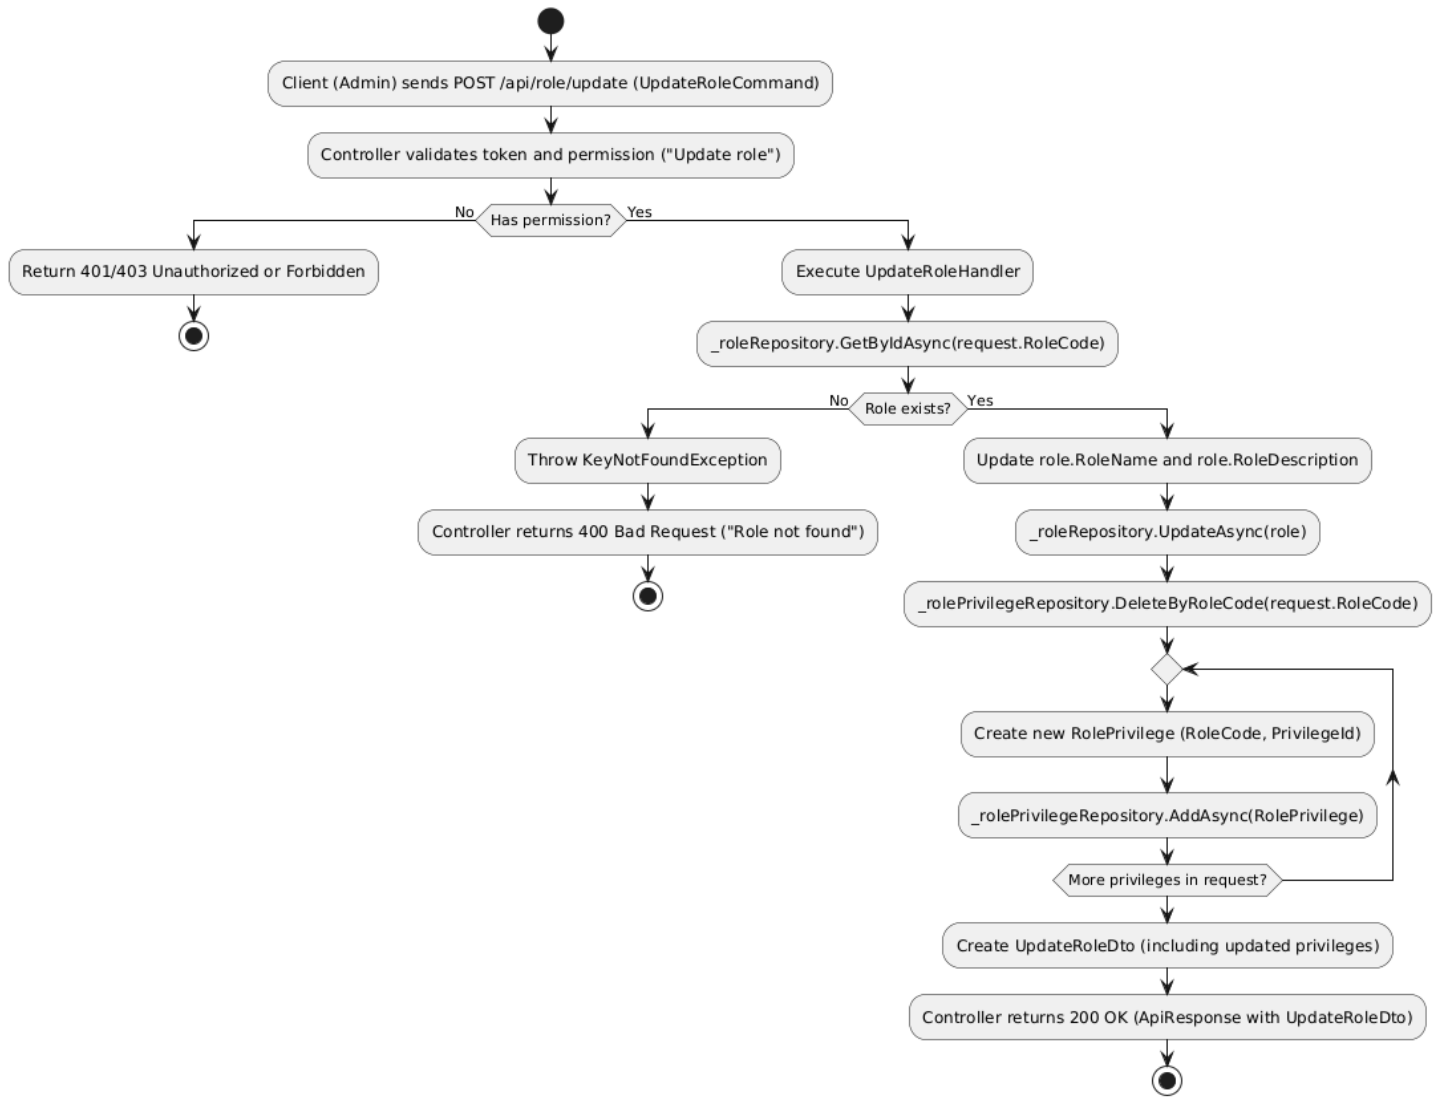 Client (Admin) sends POST /api/role/update (UpdateRoleCommand)
Controller validates token and permission ("Update role")
No
Has permission?
Yes
Return 401/403 Unauthorized or Forbidden
Execute UpdateRoleHandler
_roleRepository.GetByIdAsync(request.RoleCode)
No
Role exists?
Yes
Throw KeyNotFoundException
Update role.RoleName and role.RoleDescription
Controller returns 400 Bad Request ("Role not found")
_roleRepository.UpdateAsync(role)
_rolePrivilegeRepository.DeleteByRoleCode(request.RoleCode)
Create new RolePrivilege (RoleCode, PrivilegeId)
_rolePrivilegeRepository.AddAsync(RolePrivilege)
More privileges in request?
Create UpdateRoleDto (including updated privileges)
Controller returns 200 OK (ApiResponse with UpdateRoleDto)